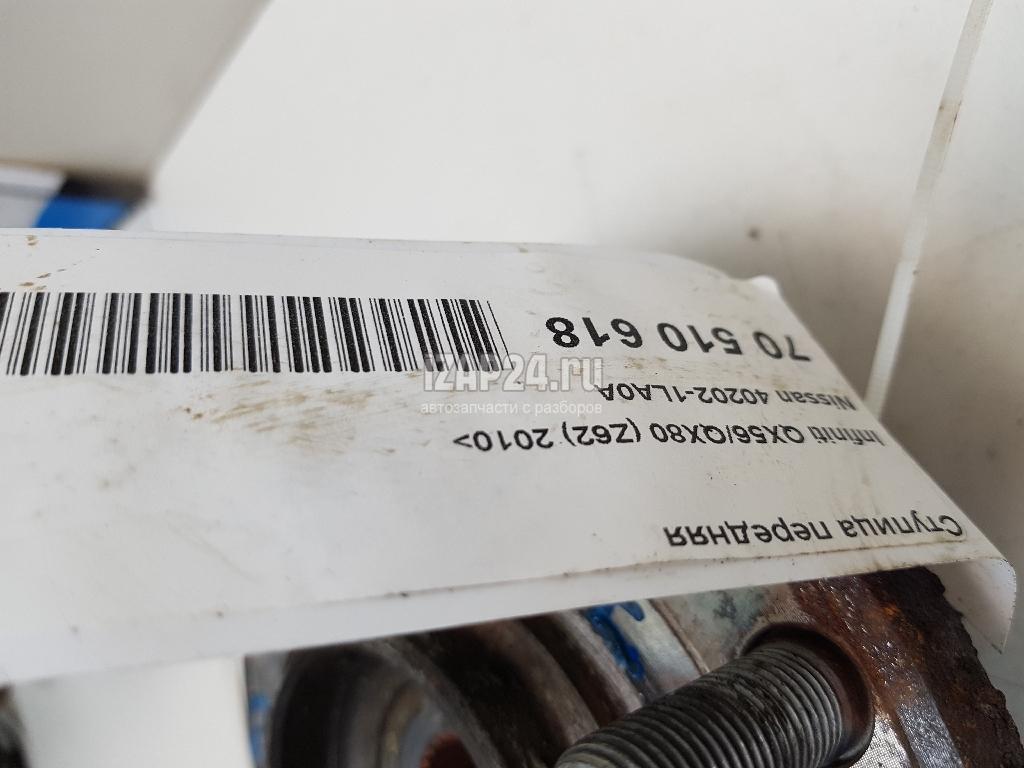 Ступица передняя
Infiniti QX56/QX80 (Z62) 2010>
Nissan 40202-1LA0A
70 510 618
iZAP24.ru
автозапчасти с разборов